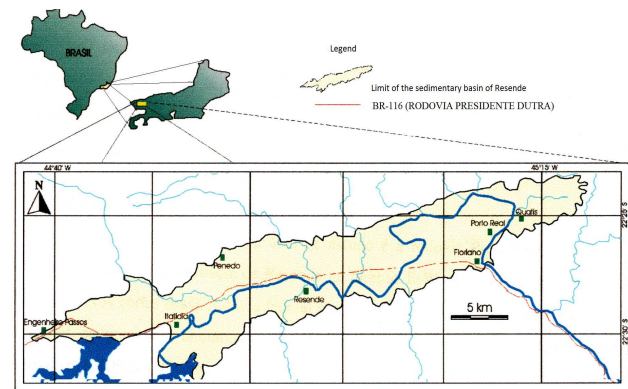 BRASIL
Legend
Limit of the sedimentary basin of Resende
BR-116 (RODOVIA PRESIDENTE DUTRA)
44°40' W
45°15' W
N
22°25' S
Quatis
Porto Real
Floriano
Penedo
Resende
5 km
Itatiaia
Engenheiro Passos
22°30' S